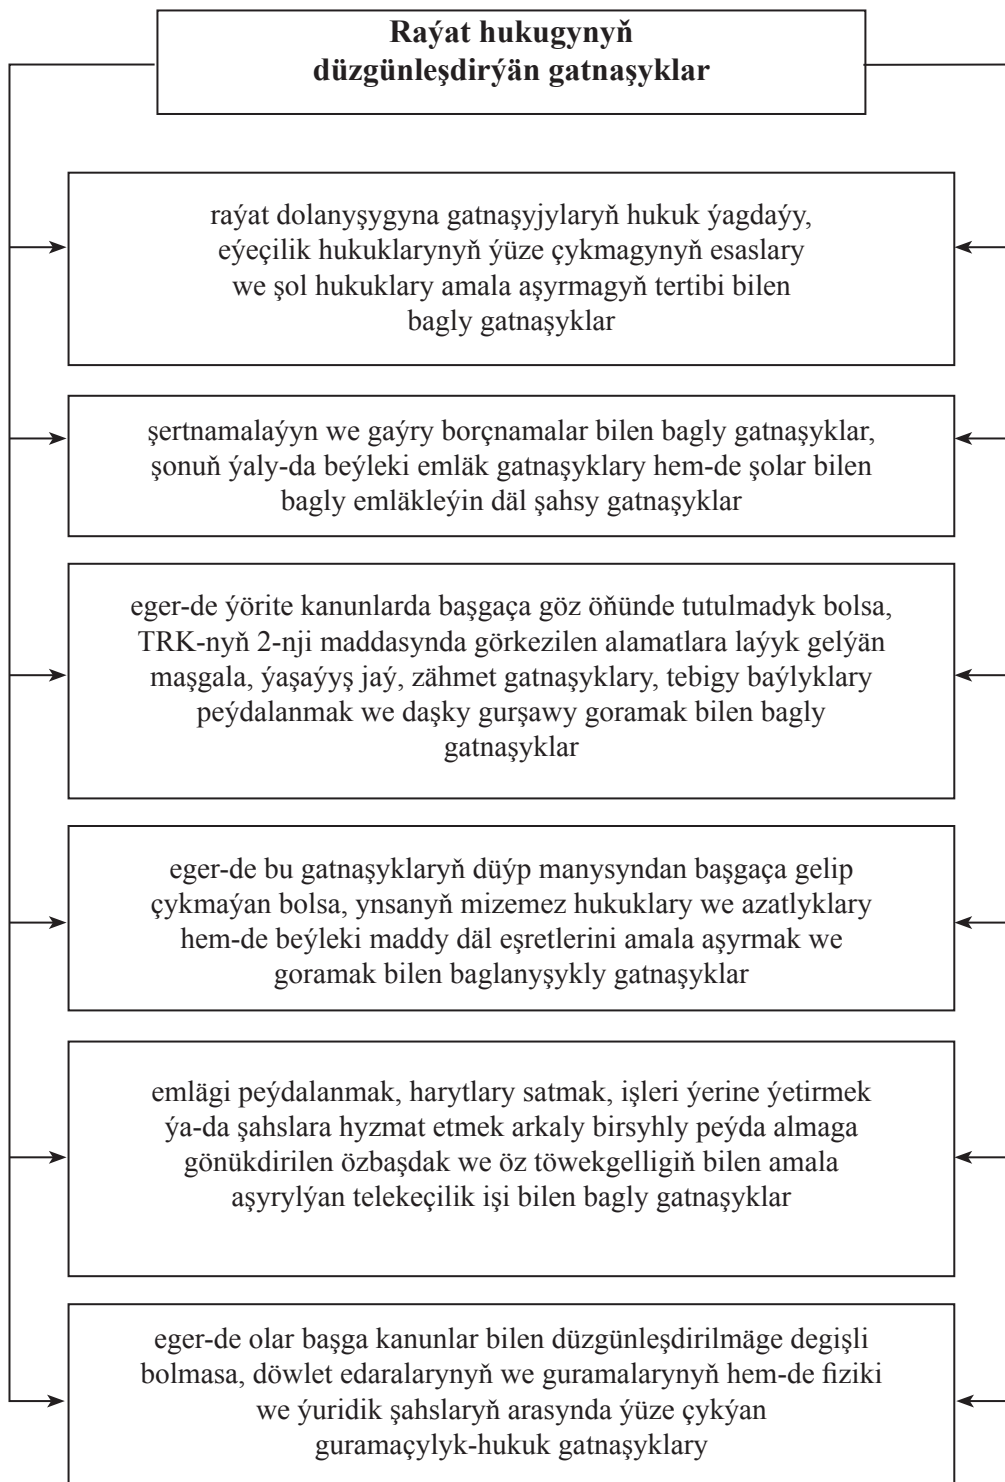 Raýat hukugynyň
düzgünleşdirýän gatnaşyklar
raýat dolanyşygyna gatnaşyjylaryň hukuk ýagdaýy,
eýeçilik hukuklarynyň ýüze çykmagynyň esaslary
we şol hukuklary amala aşyrmagyň tertibi bilen
bagly gatnaşyklar
şertnamalaýyn we gaýry borçnamalar bilen bagly gatnaşyklar,
şonuň ýaly-da beýleki emläk gatnaşyklary hem-de şolar bilen
bagly emläkleýin däl şahsy gatnaşyklar
eger-de ýörite kanunlarda başgaça göz öňünde tutulmadyk bolsa,
TRK-nyň 2-nji maddasynda görkezilen alamatlara laýyk gelýän
maşgala, ýaşaýyş jaý, zähmet gatnaşyklary, tebigy baýlyklary
peýdalanmak we daşky gurşawy goramak bilen bagly
gatnaşyklar
eger-de bu gatnaşyklaryň düýp manysyndan başgaça gelip
çykmaýan bolsa, ynsanyň mizemez hukuklary we azatlyklary
hem-de beýleki maddy däl eşretlerini amala aşyrmak we
goramak bilen baglanyşykly gatnaşyklar
emlägi peýdalanmak, harytlary satmak, işleri ýerine ýetirmek
ýa-da şahslara hyzmat etmek arkaly birsyhly peýda almaga
gönükdirilen özbaşdak we öz töwekgelligiň bilen amala
aşyrylýan telekeçilik işi bilen bagly gatnaşyklar
eger-de olar başga kanunlar bilen düzgünleşdirilmäge degişli
bolmasa, döwlet edaralarynyň we guramalarynyň hem-de fiziki
we ýuridik şahslaryň arasynda ýüze çykýan
guramaçylyk-hukuk gatnaşyklary